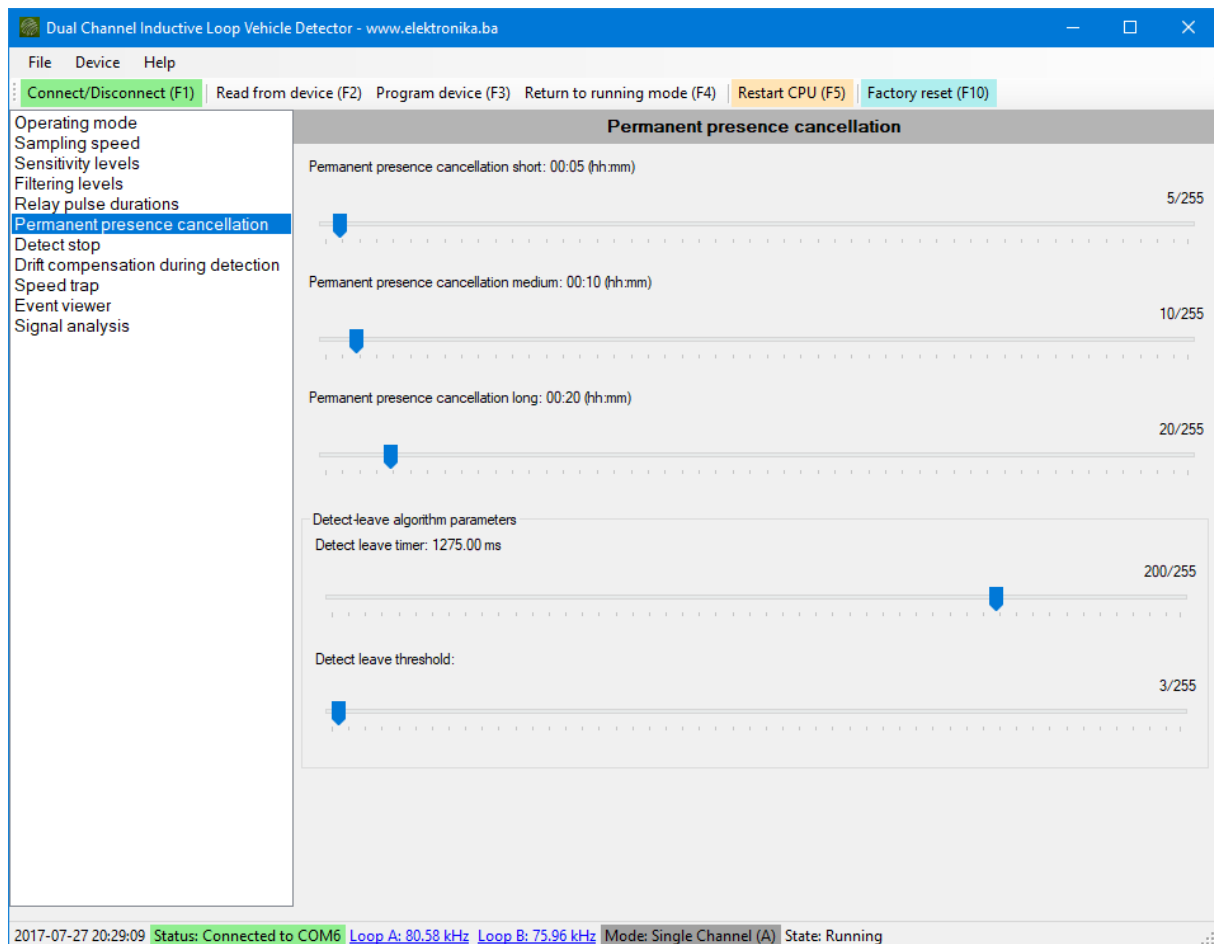 Dual Channel Inductive Loop Vehicle Detector - www.elektronika.ba
File Device Help
Connect/Disconnect (F1) Read from device (F2) Program device (F3) Return to running mode (F4) Restart CPU (F5) Factory reset (F10)
Operating mode
Sampling speed
Sensitivity levels
Filtering levels
Relay pulse durations
Permanent presence cancellation
Detect stop
Drift compensation during detection
Speed trap
Event viewer
Signal analysis
Permanent presence cancellation
Permanent presence cancellation short: 00:05 (hh:mm)
5/255
Permanent presence cancellation medium: 00:10 (hh:mm)
10/255
Permanent presence cancellation long: 00:20 (hh:mm)
20/255
Detect-leave algorithm parameters
Detect leave timer: 1275.00 ms
200/255
Detect leave threshold:
3/255
2017-07-27 20:29:09 Status: Connected to COM6 Loop A: 80.58 kHz Loop B: 75.96 kHz Mode: Single Channel (A) State: Running